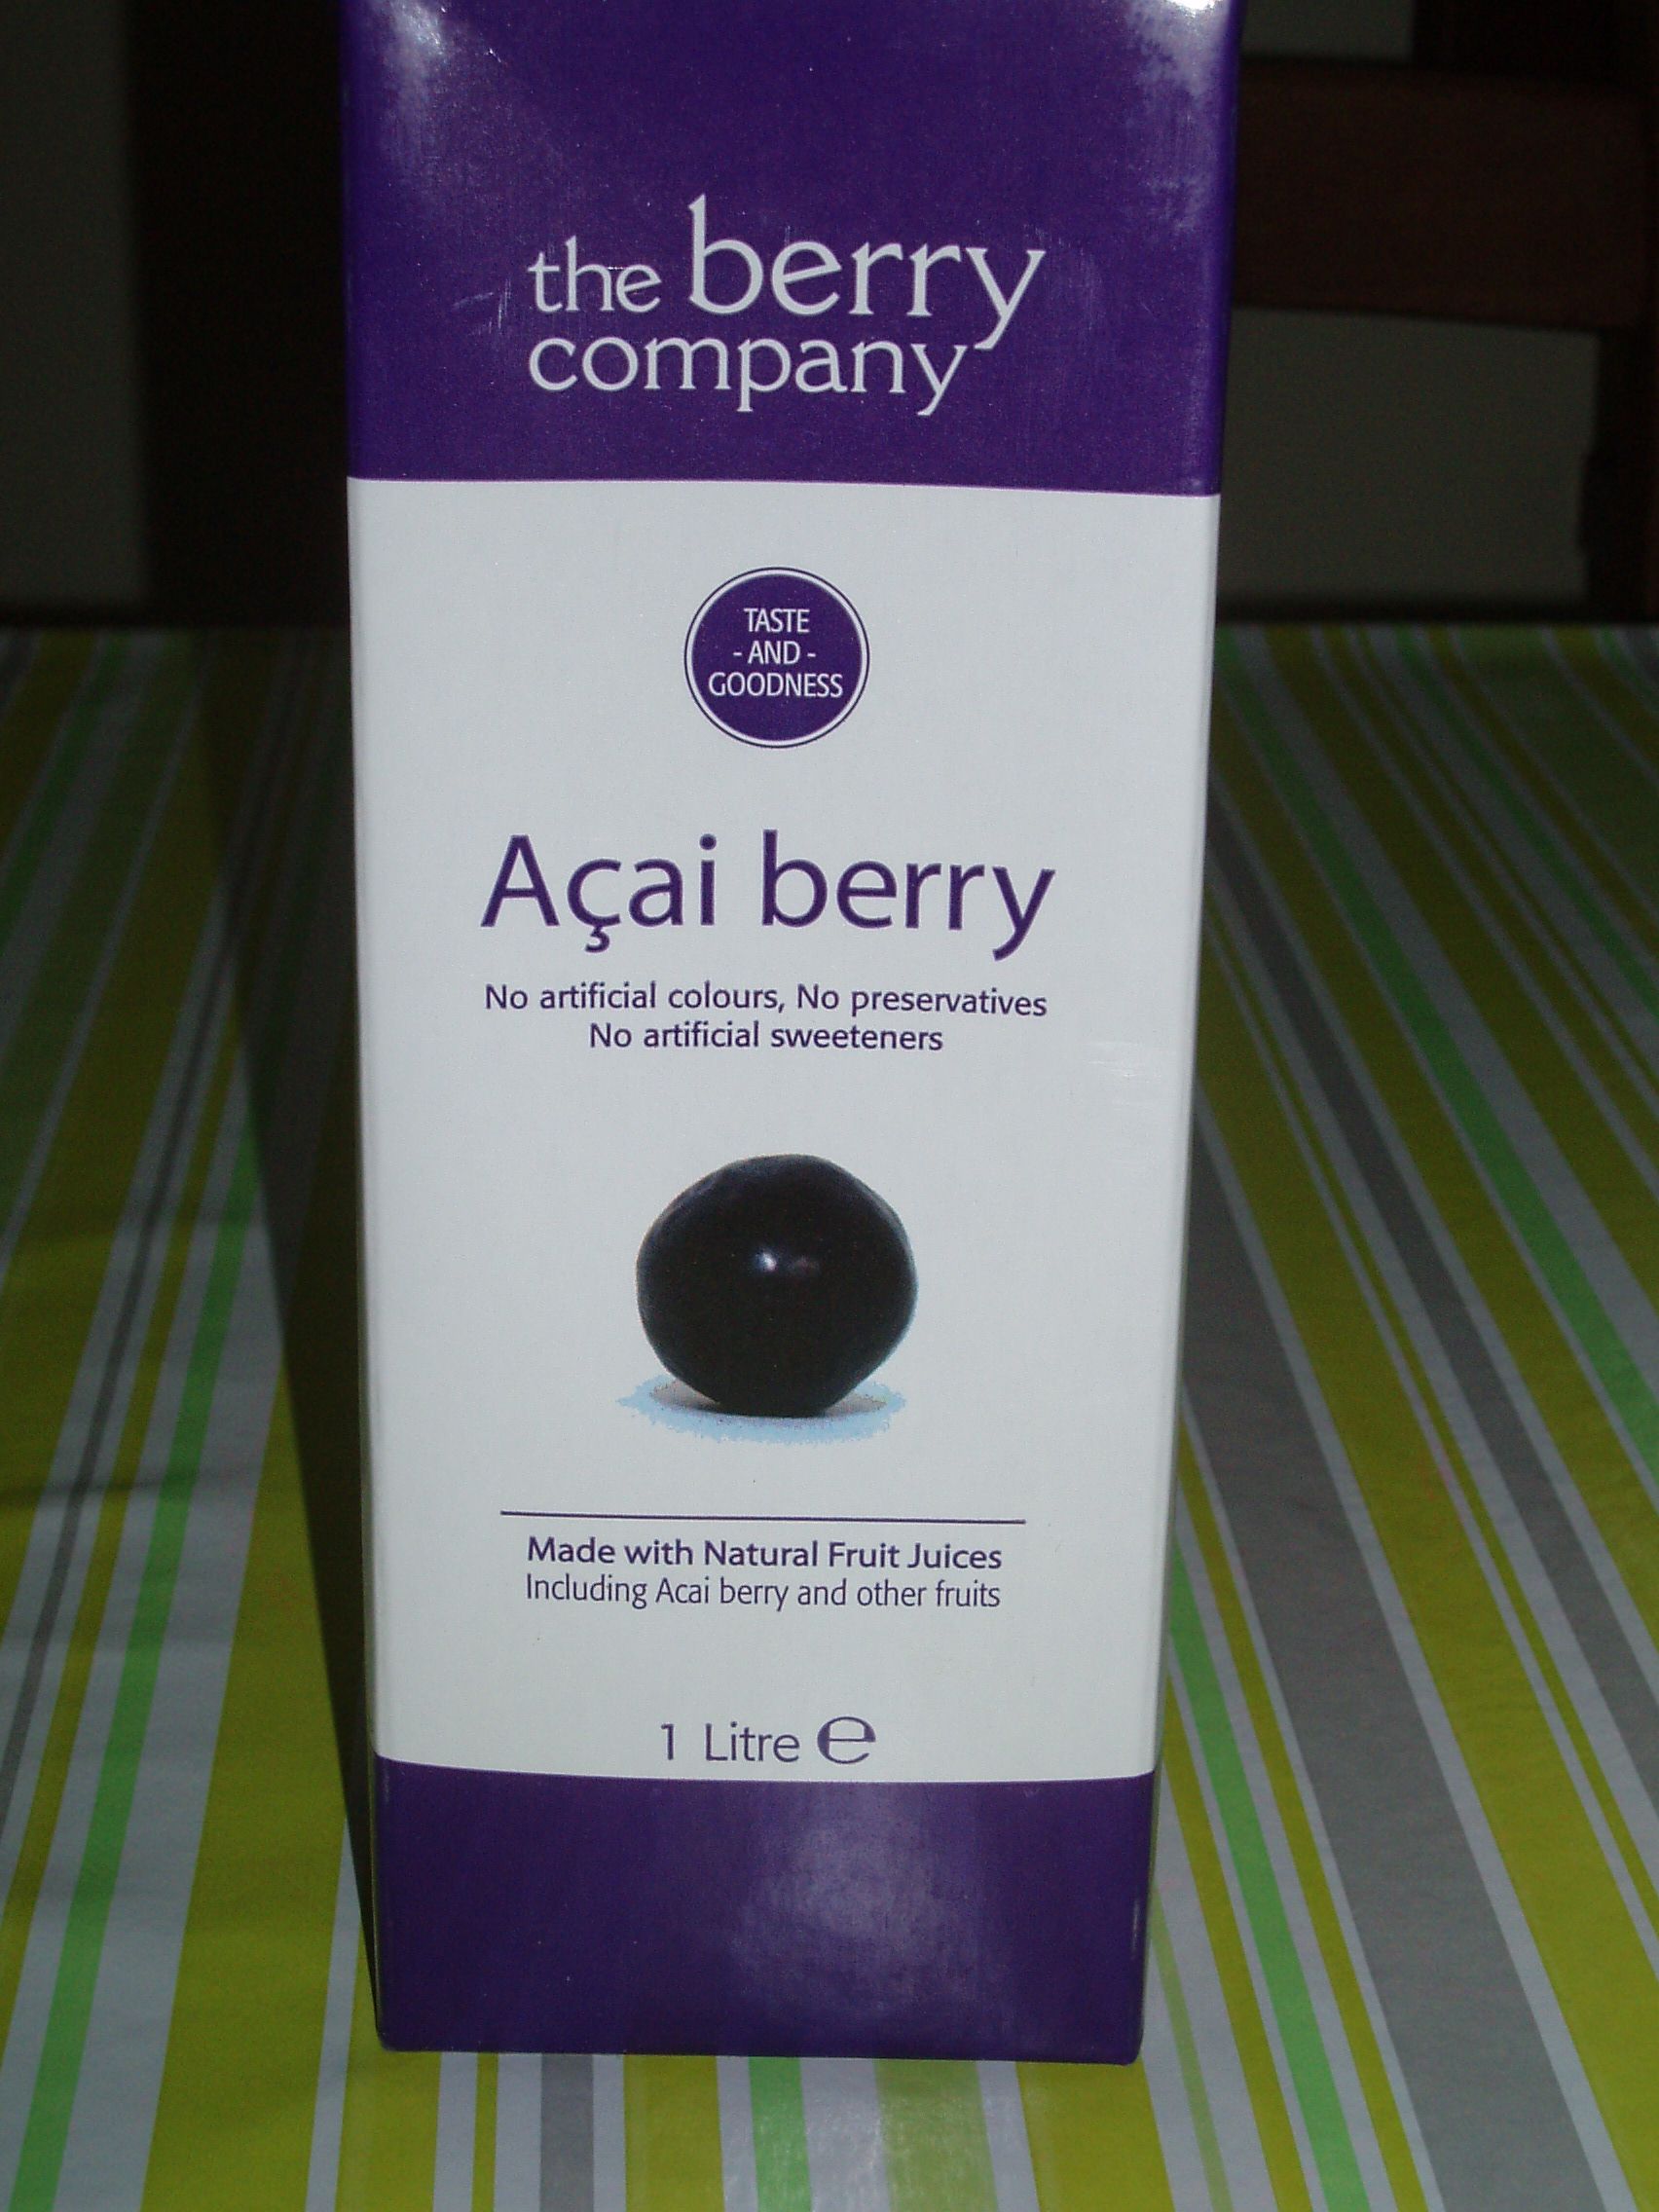 the berry
company
TASTE
- AND -
GOODNESS
Açai berry
No artificial colours, No preservatives
No artificial sweeteners
Made with Natural Fruit Juices
Including Acai berry and other fruits
1 Litre ℮